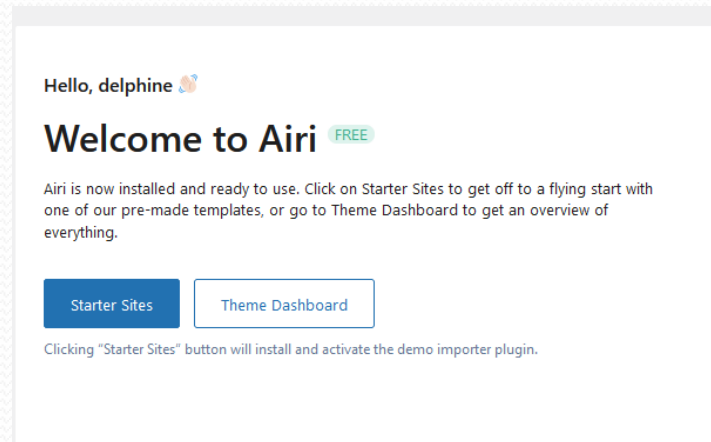 Hello, delphine 👋🏻
Welcome to Airi FREE
Airi is now installed and ready to use. Click on Starter Sites to get off to a flying start with
one of our pre-made templates, or go to Theme Dashboard to get an overview of
everything.
Starter Sites Theme Dashboard
Clicking “Starter Sites” button will install and activate the demo importer plugin.